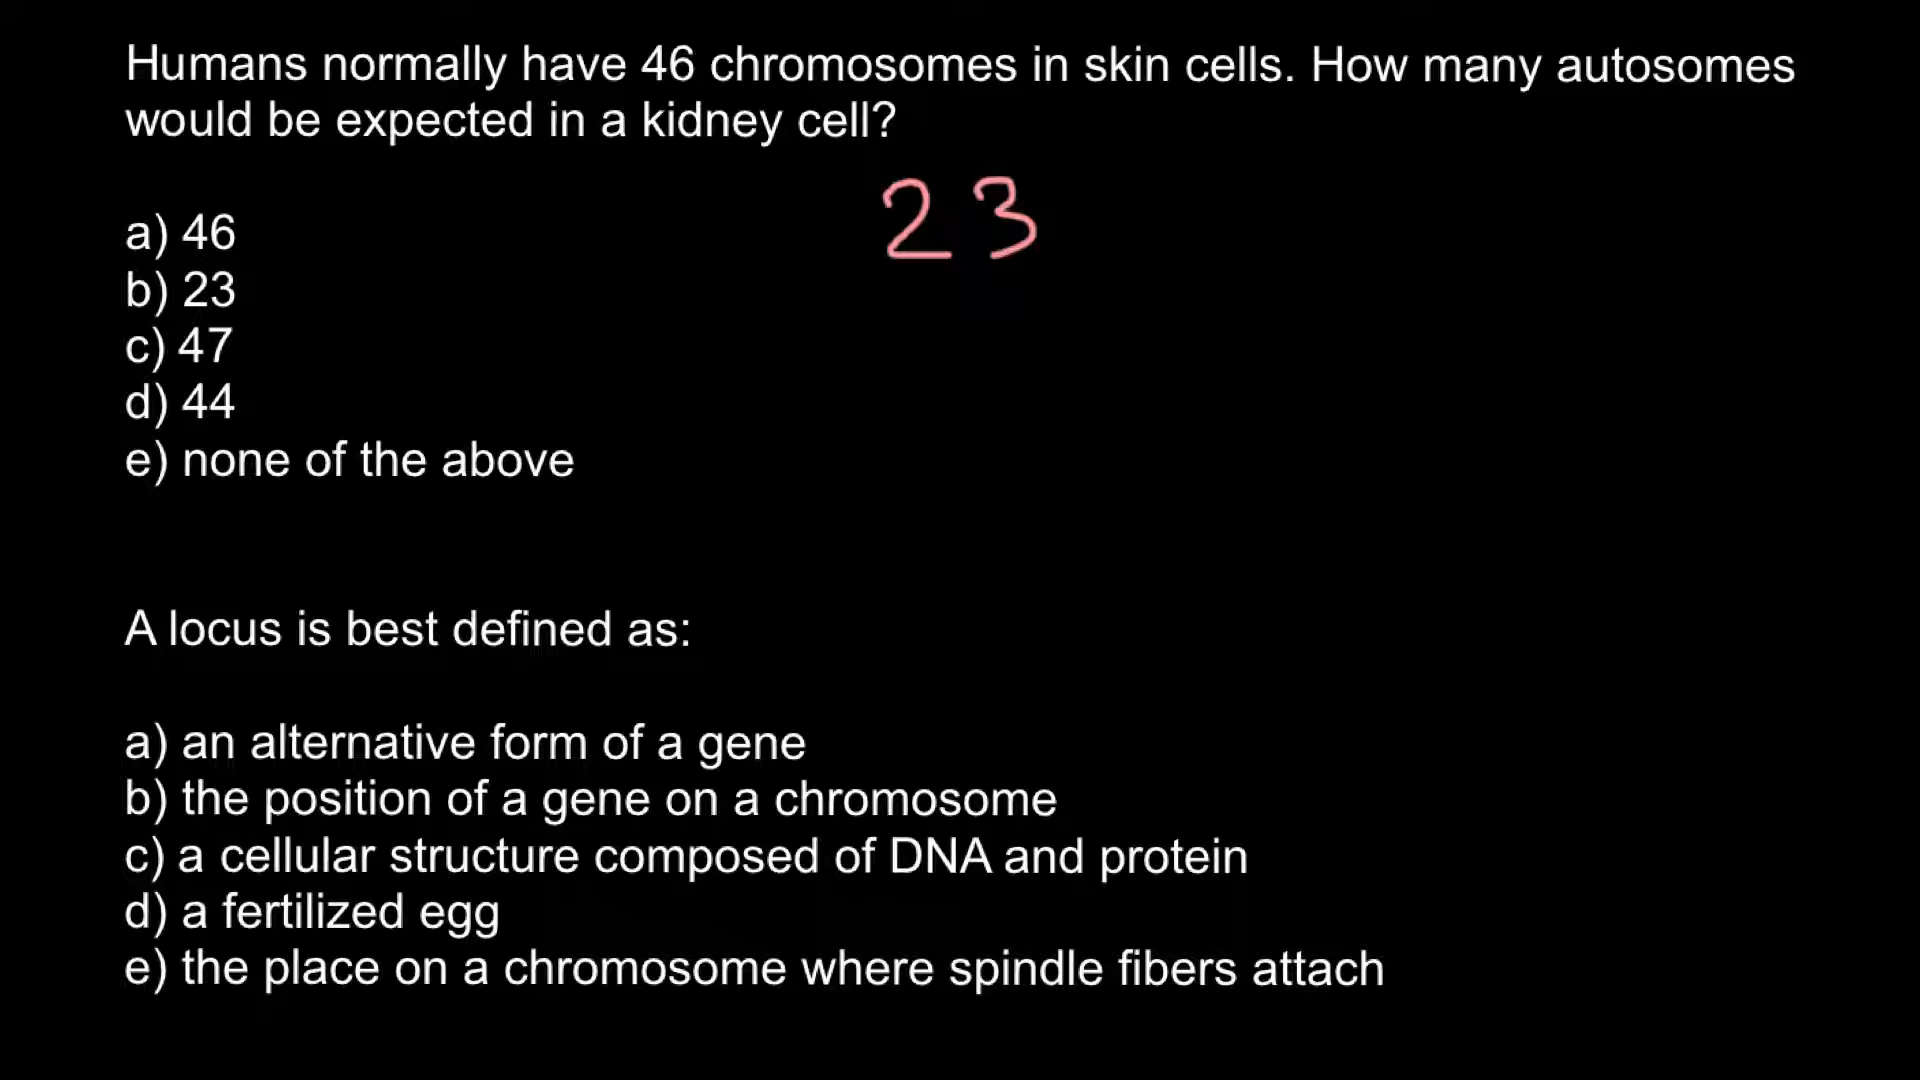 Humans normally have 46 chromosomes in skin cells. How many autosomes
would be expected in a kidney cell?
23
a) 46
b) 23
c) 47
d) 44
e) none of the above
A locus is best defined as:
a) an alternative form of a gene
b) the position of a gene on a chromosome
c) a cellular structure composed of DNA and protein
d) a fertilized egg
e) the place on a chromosome where spindle fibers attach